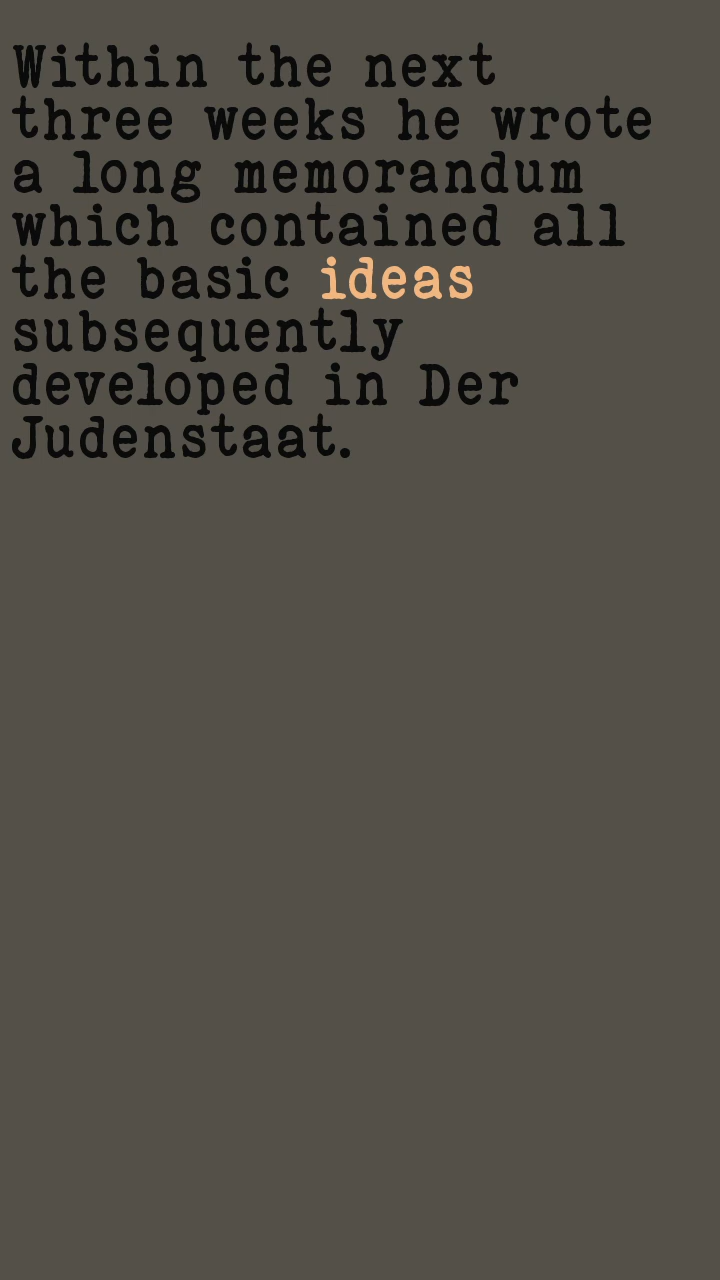 Within the next
three weeks he wrote
a long memorandum
which contained all
the basic ideas
subsequently
developed in Der
Judenstaat.